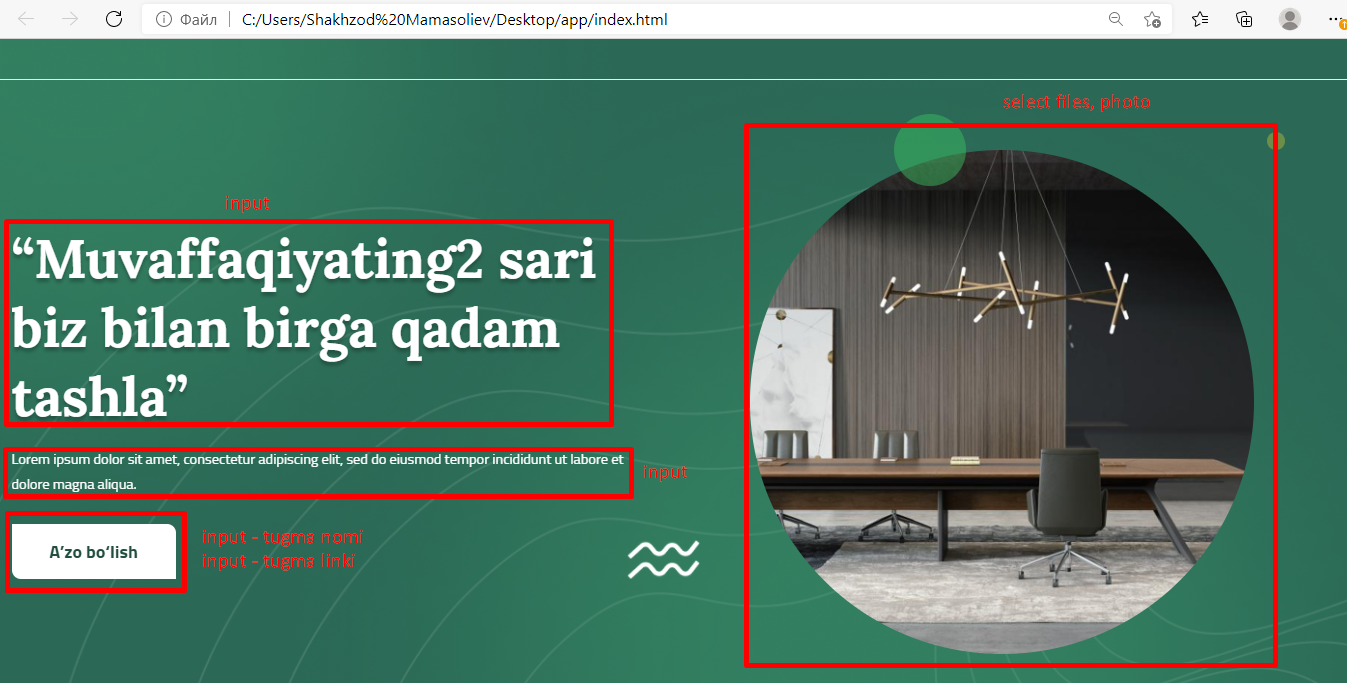 Файл
C:/Users/Shakhzod%20Mamasoliev/Desktop/app/index.html
select files, photo
input
“Muvaffaqiyating2 sari
biz bilan birga qadam
tashla”
Lorem ipsum dolor sit amet, consectetur adipiscing elit, sed do eiusmod tempor incididunt ut labore et
dolore magna aliqua.
input
A’zo bo‘lish
input - tugma nomi
input - tugma linki